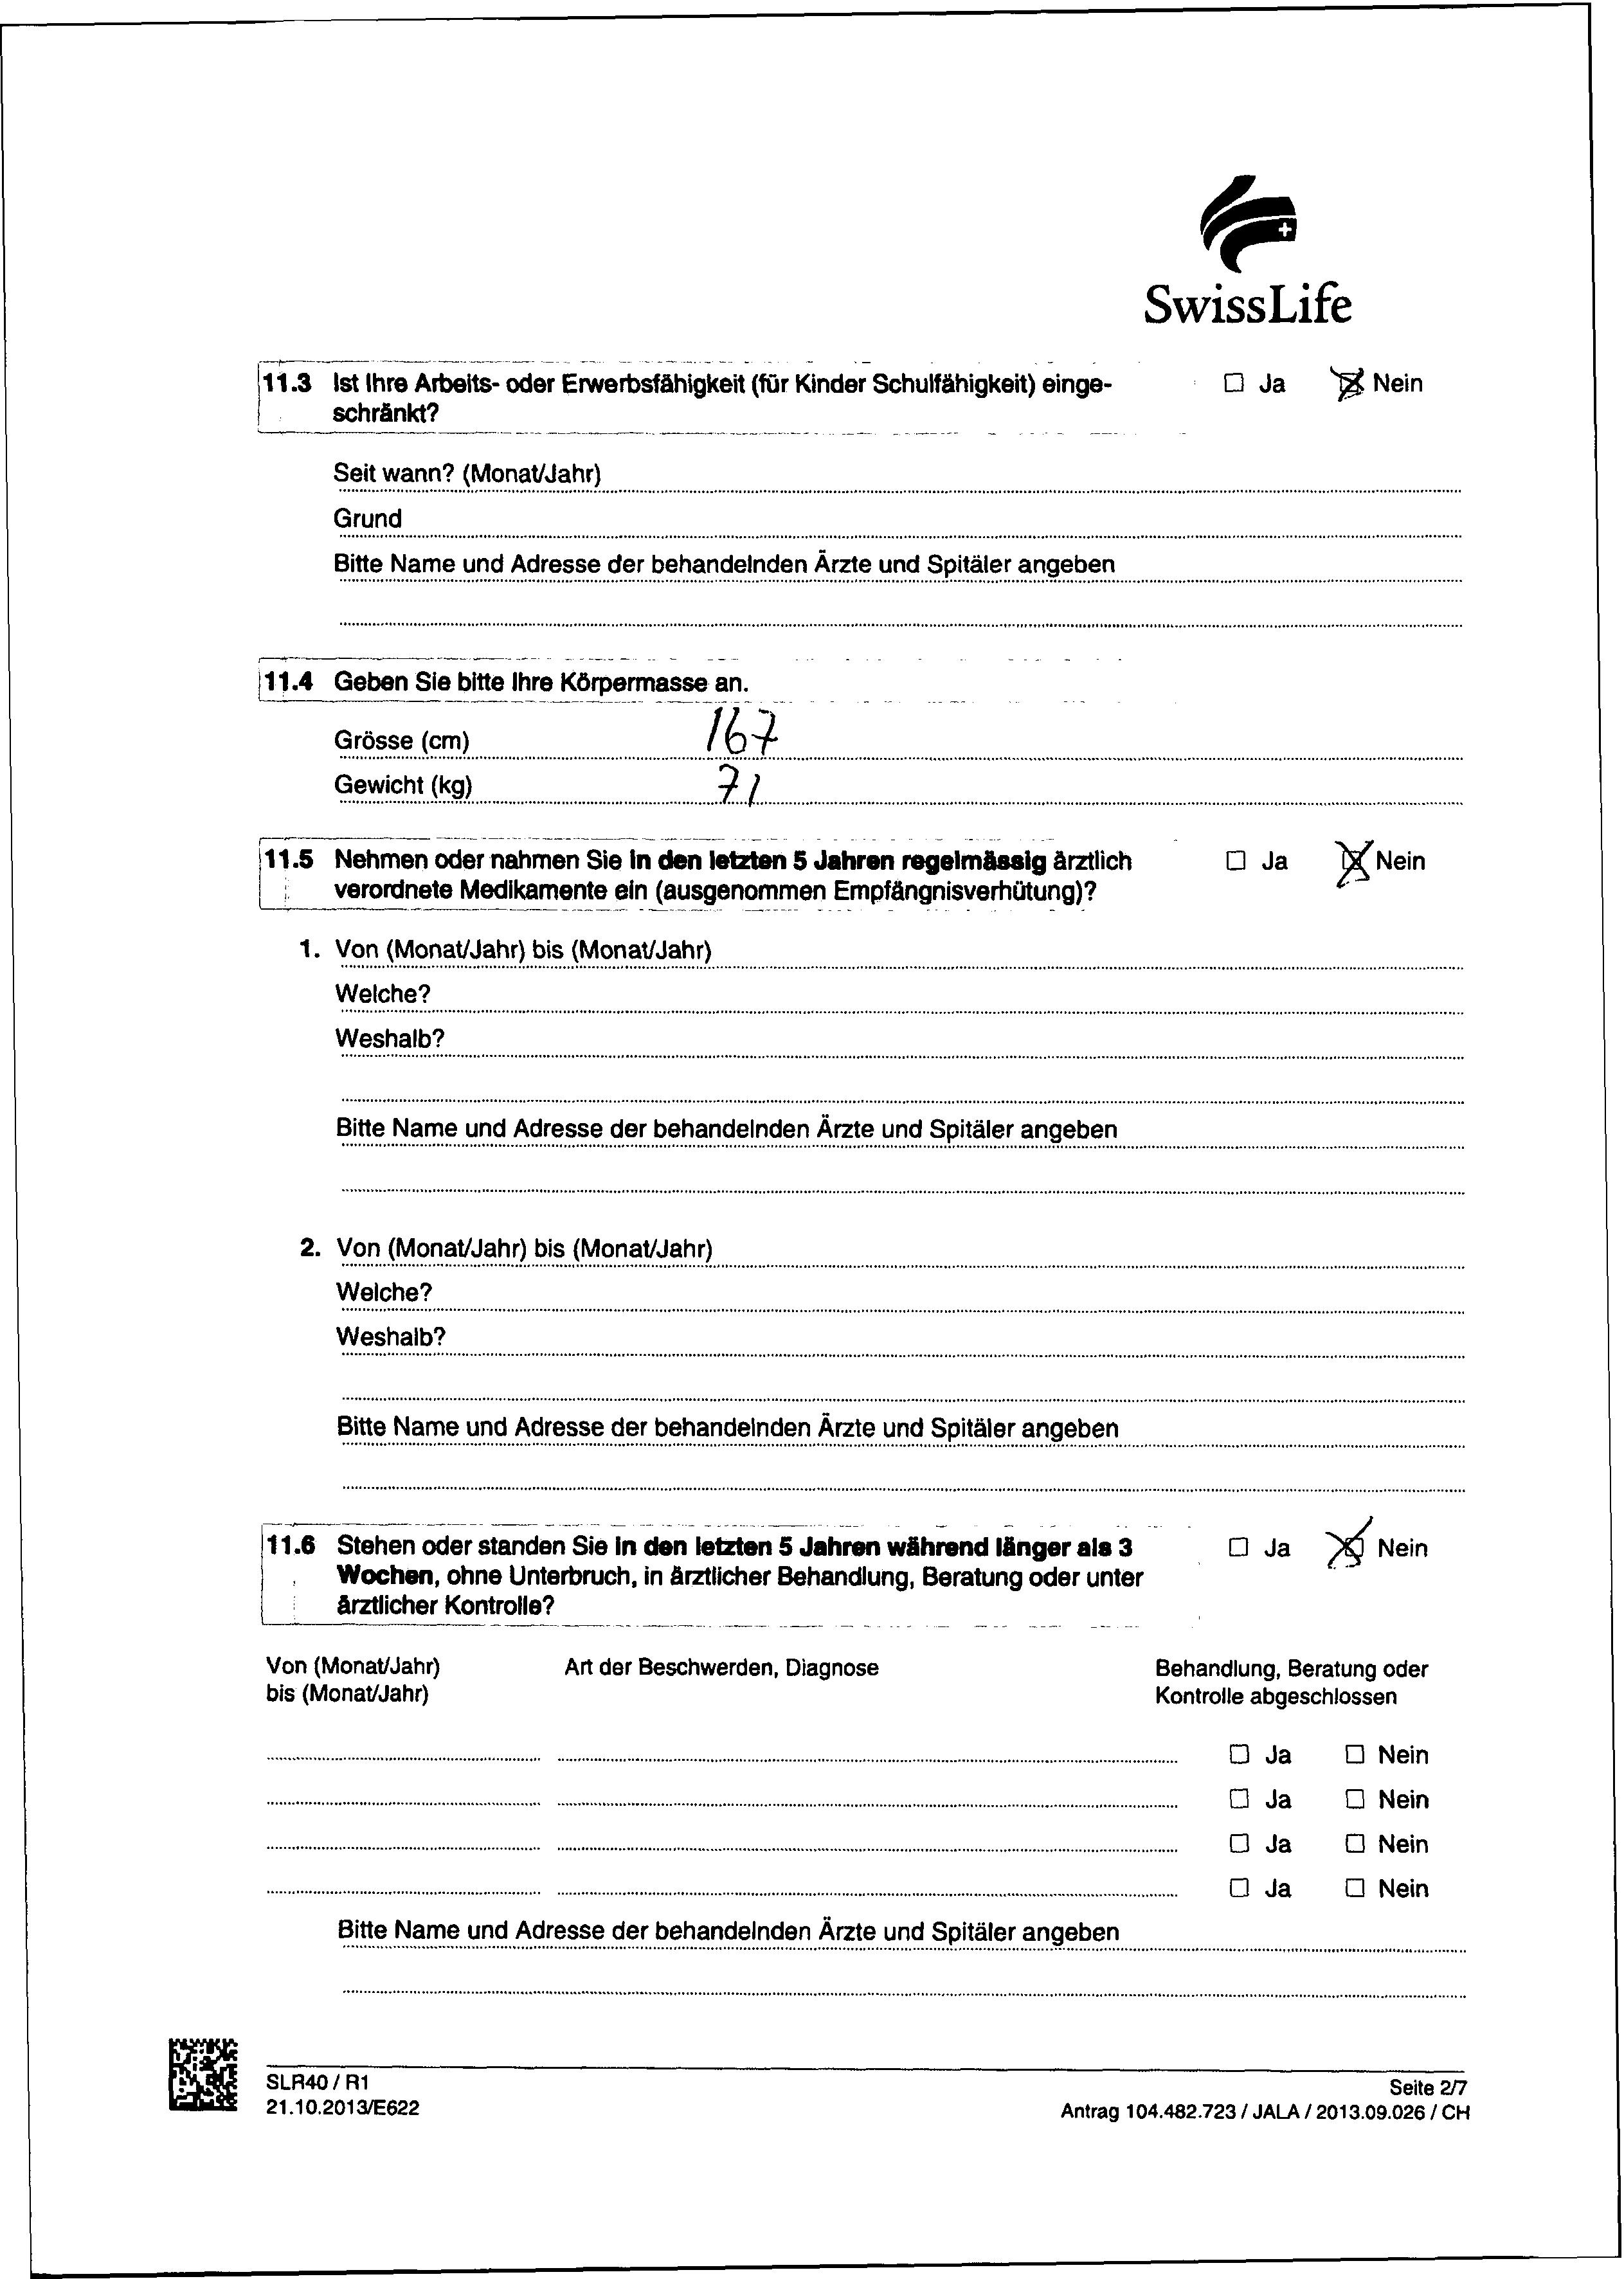 SwissLife
11.3 Ist Ihre Arbeits- oder Erwerbsfähigkeit (für Kinder Schulfähigkeit) einge- ☐ Ja ☒ Nein
schränkt?
Seit wann? (Monat/Jahr)
Grund
Bitte Name und Adresse der behandelnden Ärzte und Spitäler angeben
11.4 Geben Sie bitte Ihre Körpermasse an.
Grösse (cm) 167
Gewicht (kg) 71
11.5 Nehmen oder nahmen Sie in den letzten 5 Jahren regelmässig ärztlich ☐ Ja ☒ Nein
verordnete Medikamente ein (ausgenommen Empfängnisverhütung)?
1. Von (Monat/Jahr) bis (Monat/Jahr)
Welche?
Weshalb?
Bitte Name und Adresse der behandelnden Ärzte und Spitäler angeben
2. Von (Monat/Jahr) bis (Monat/Jahr)
Welche?
Weshalb?
Bitte Name und Adresse der behandelnden Ärzte und Spitäler angeben
11.6 Stehen oder standen Sie in den letzten 5 Jahren während länger als 3 ☐ Ja ☒ Nein
Wochen, ohne Unterbruch, in ärztlicher Behandlung, Beratung oder unter
ärztlicher Kontrolle?
Von (Monat/Jahr) Art der Beschwerden, Diagnose Behandlung, Beratung oder
bis (Monat/Jahr) Kontrolle abgeschlossen
☐ Ja ☐ Nein
☐ Ja ☐ Nein
☐ Ja ☐ Nein
☐ Ja ☐ Nein
Bitte Name und Adresse der behandelnden Ärzte und Spitäler angeben
SLR40 / R1 Seite 2/7
21.10.2013/E622 Antrag 104.482.723 / JALA / 2013.09.026 / CH